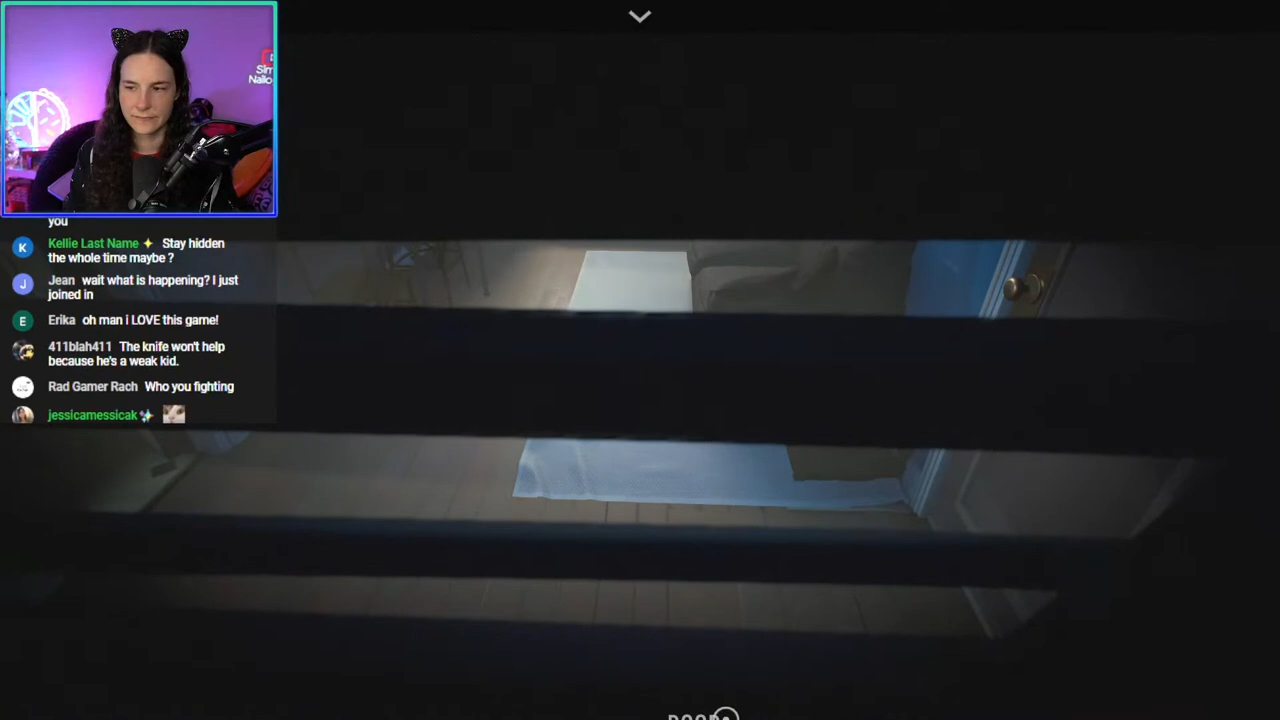 you
Kellie Last Name Stay hidden
the whole time maybe ?
Jean wait what is happening? I just
joined in
Erika oh man i LOVE this game!
411blah411 The knife won't help
because he's a weak kid.
Rad Gamer Rach Who you fighting
jessicamessicak
K
J
E